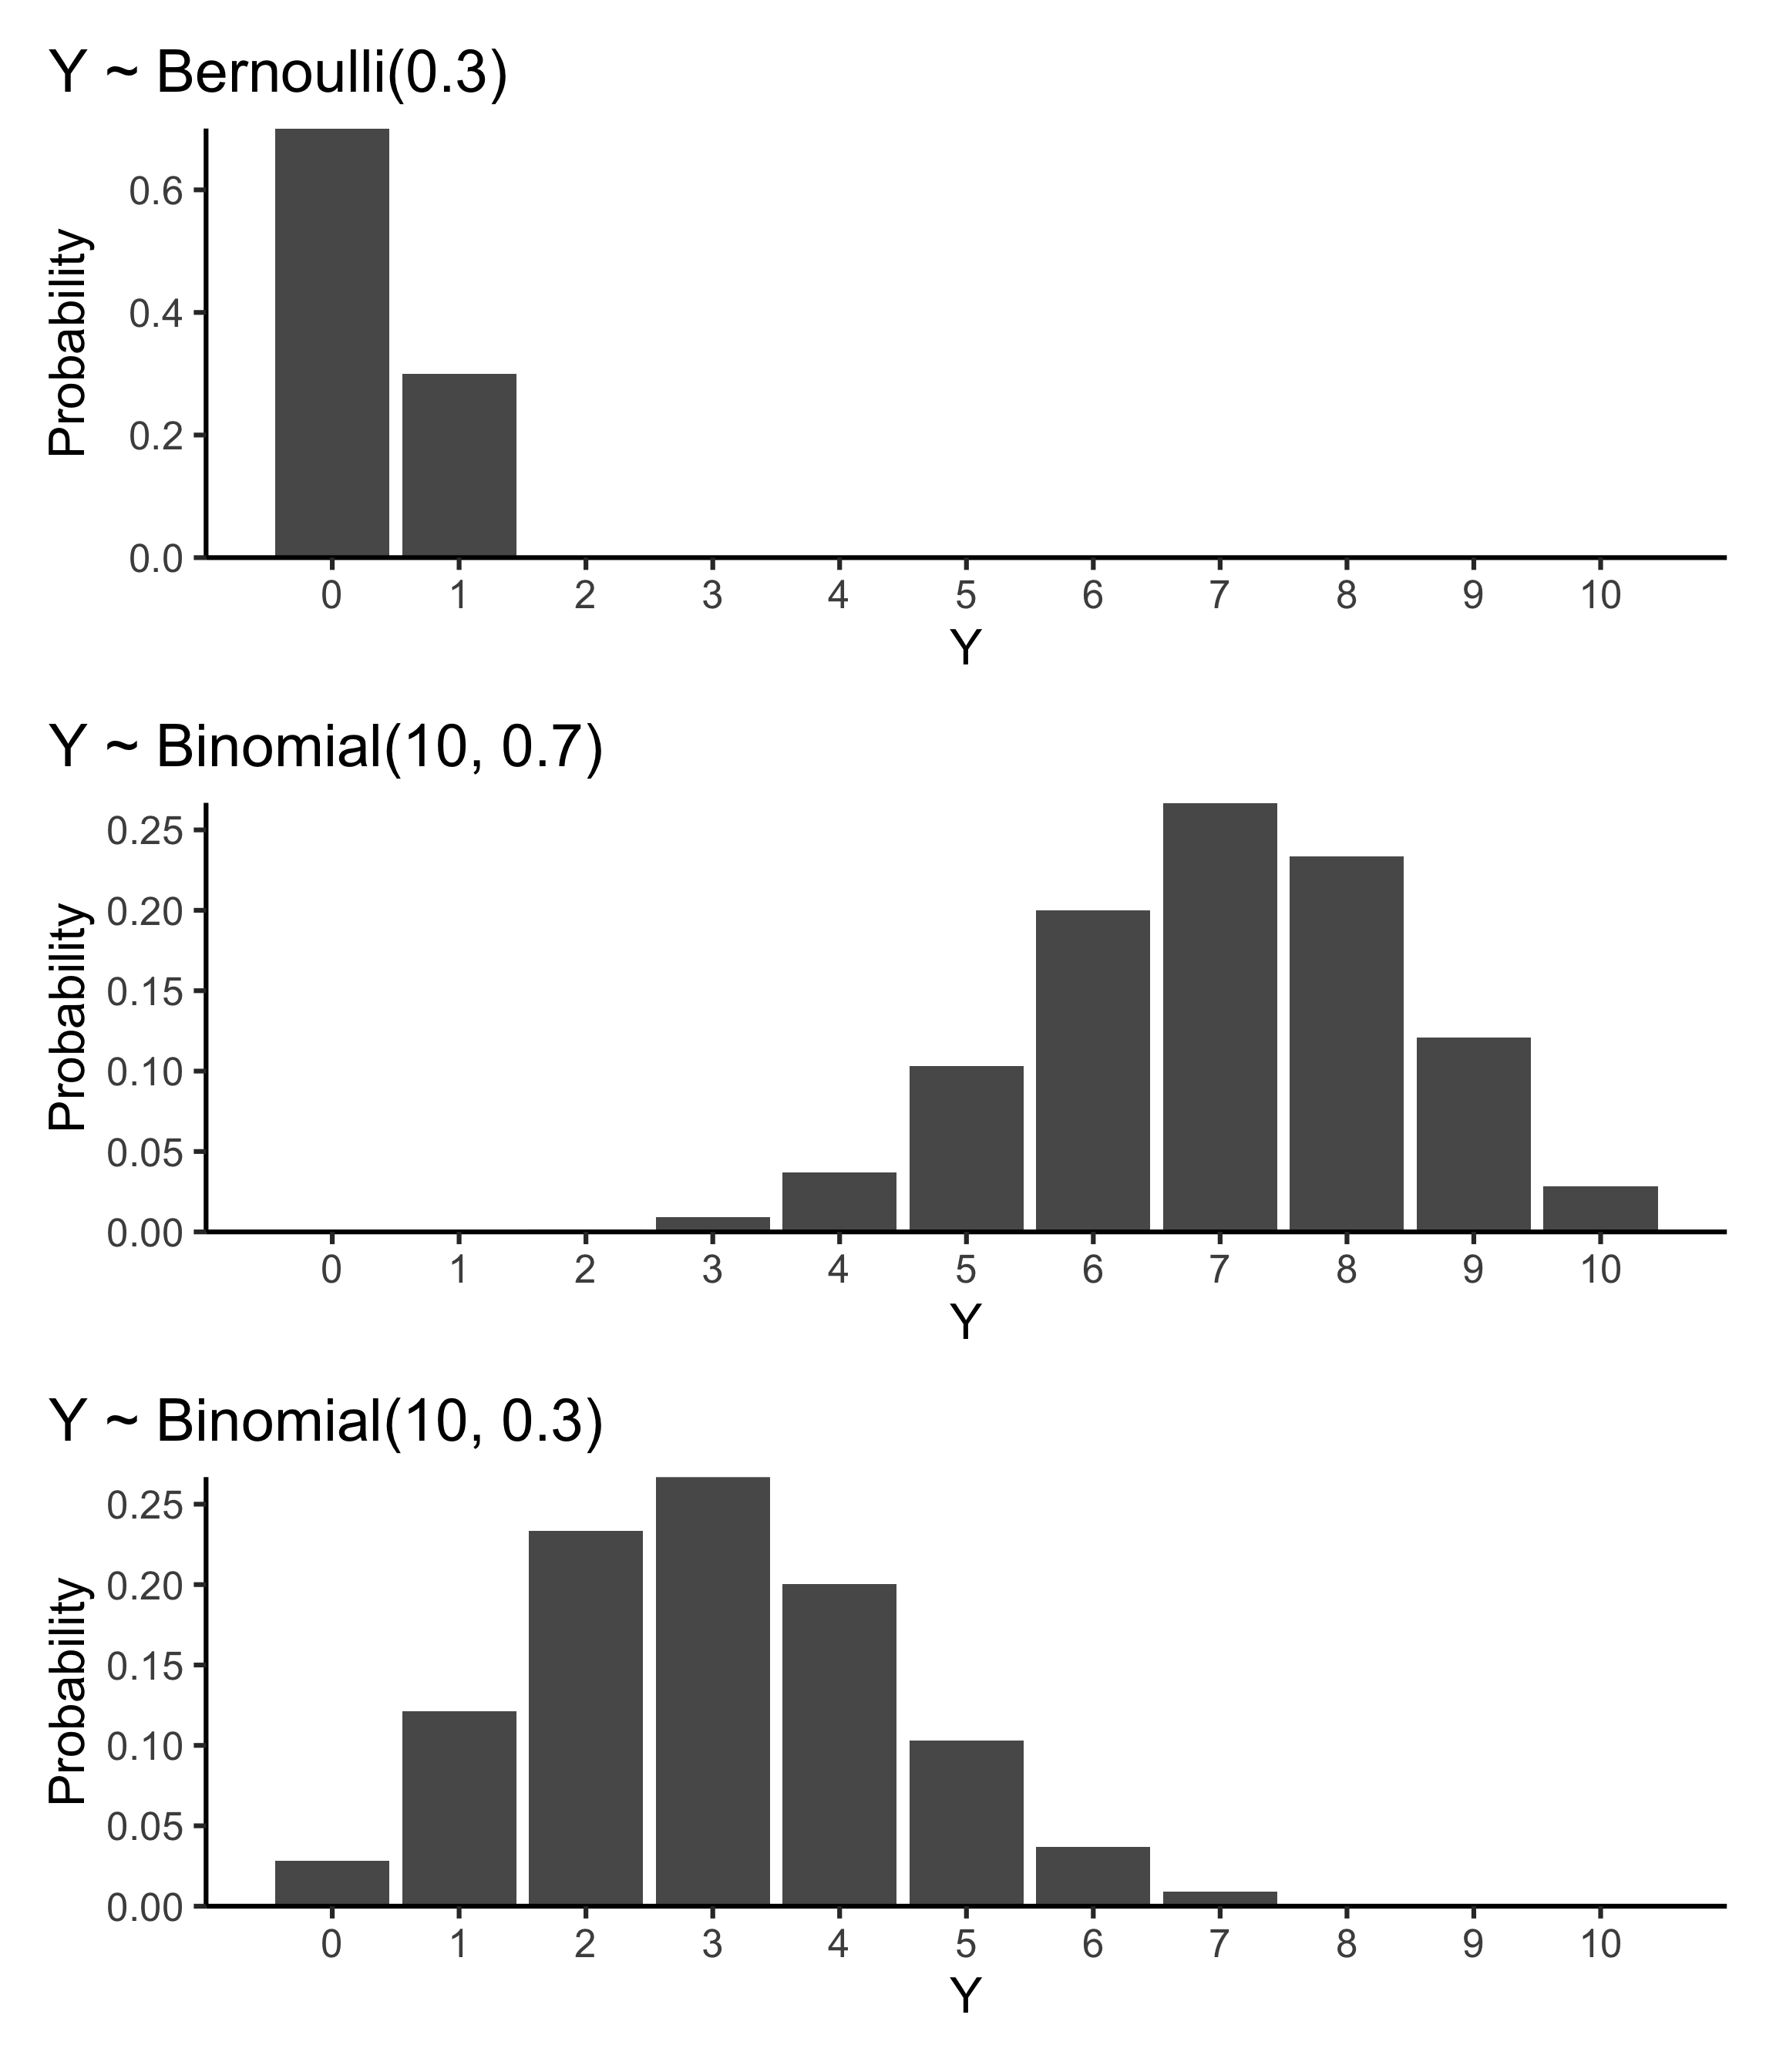 Y ~ Bernoulli(0.3)
0.6
0.4
0.2
0.0
Probability
0 1 2 3 4 5 6 7 8 9 10
Y
Y ~ Binomial(10, 0.7)
0.25
0.20
0.15
0.10
0.05
0.00
Probability
0 1 2 3 4 5 6 7 8 9 10
Y
Y ~ Binomial(10, 0.3)
0.25
0.20
0.15
0.10
0.05
0.00
Probability
0 1 2 3 4 5 6 7 8 9 10
Y